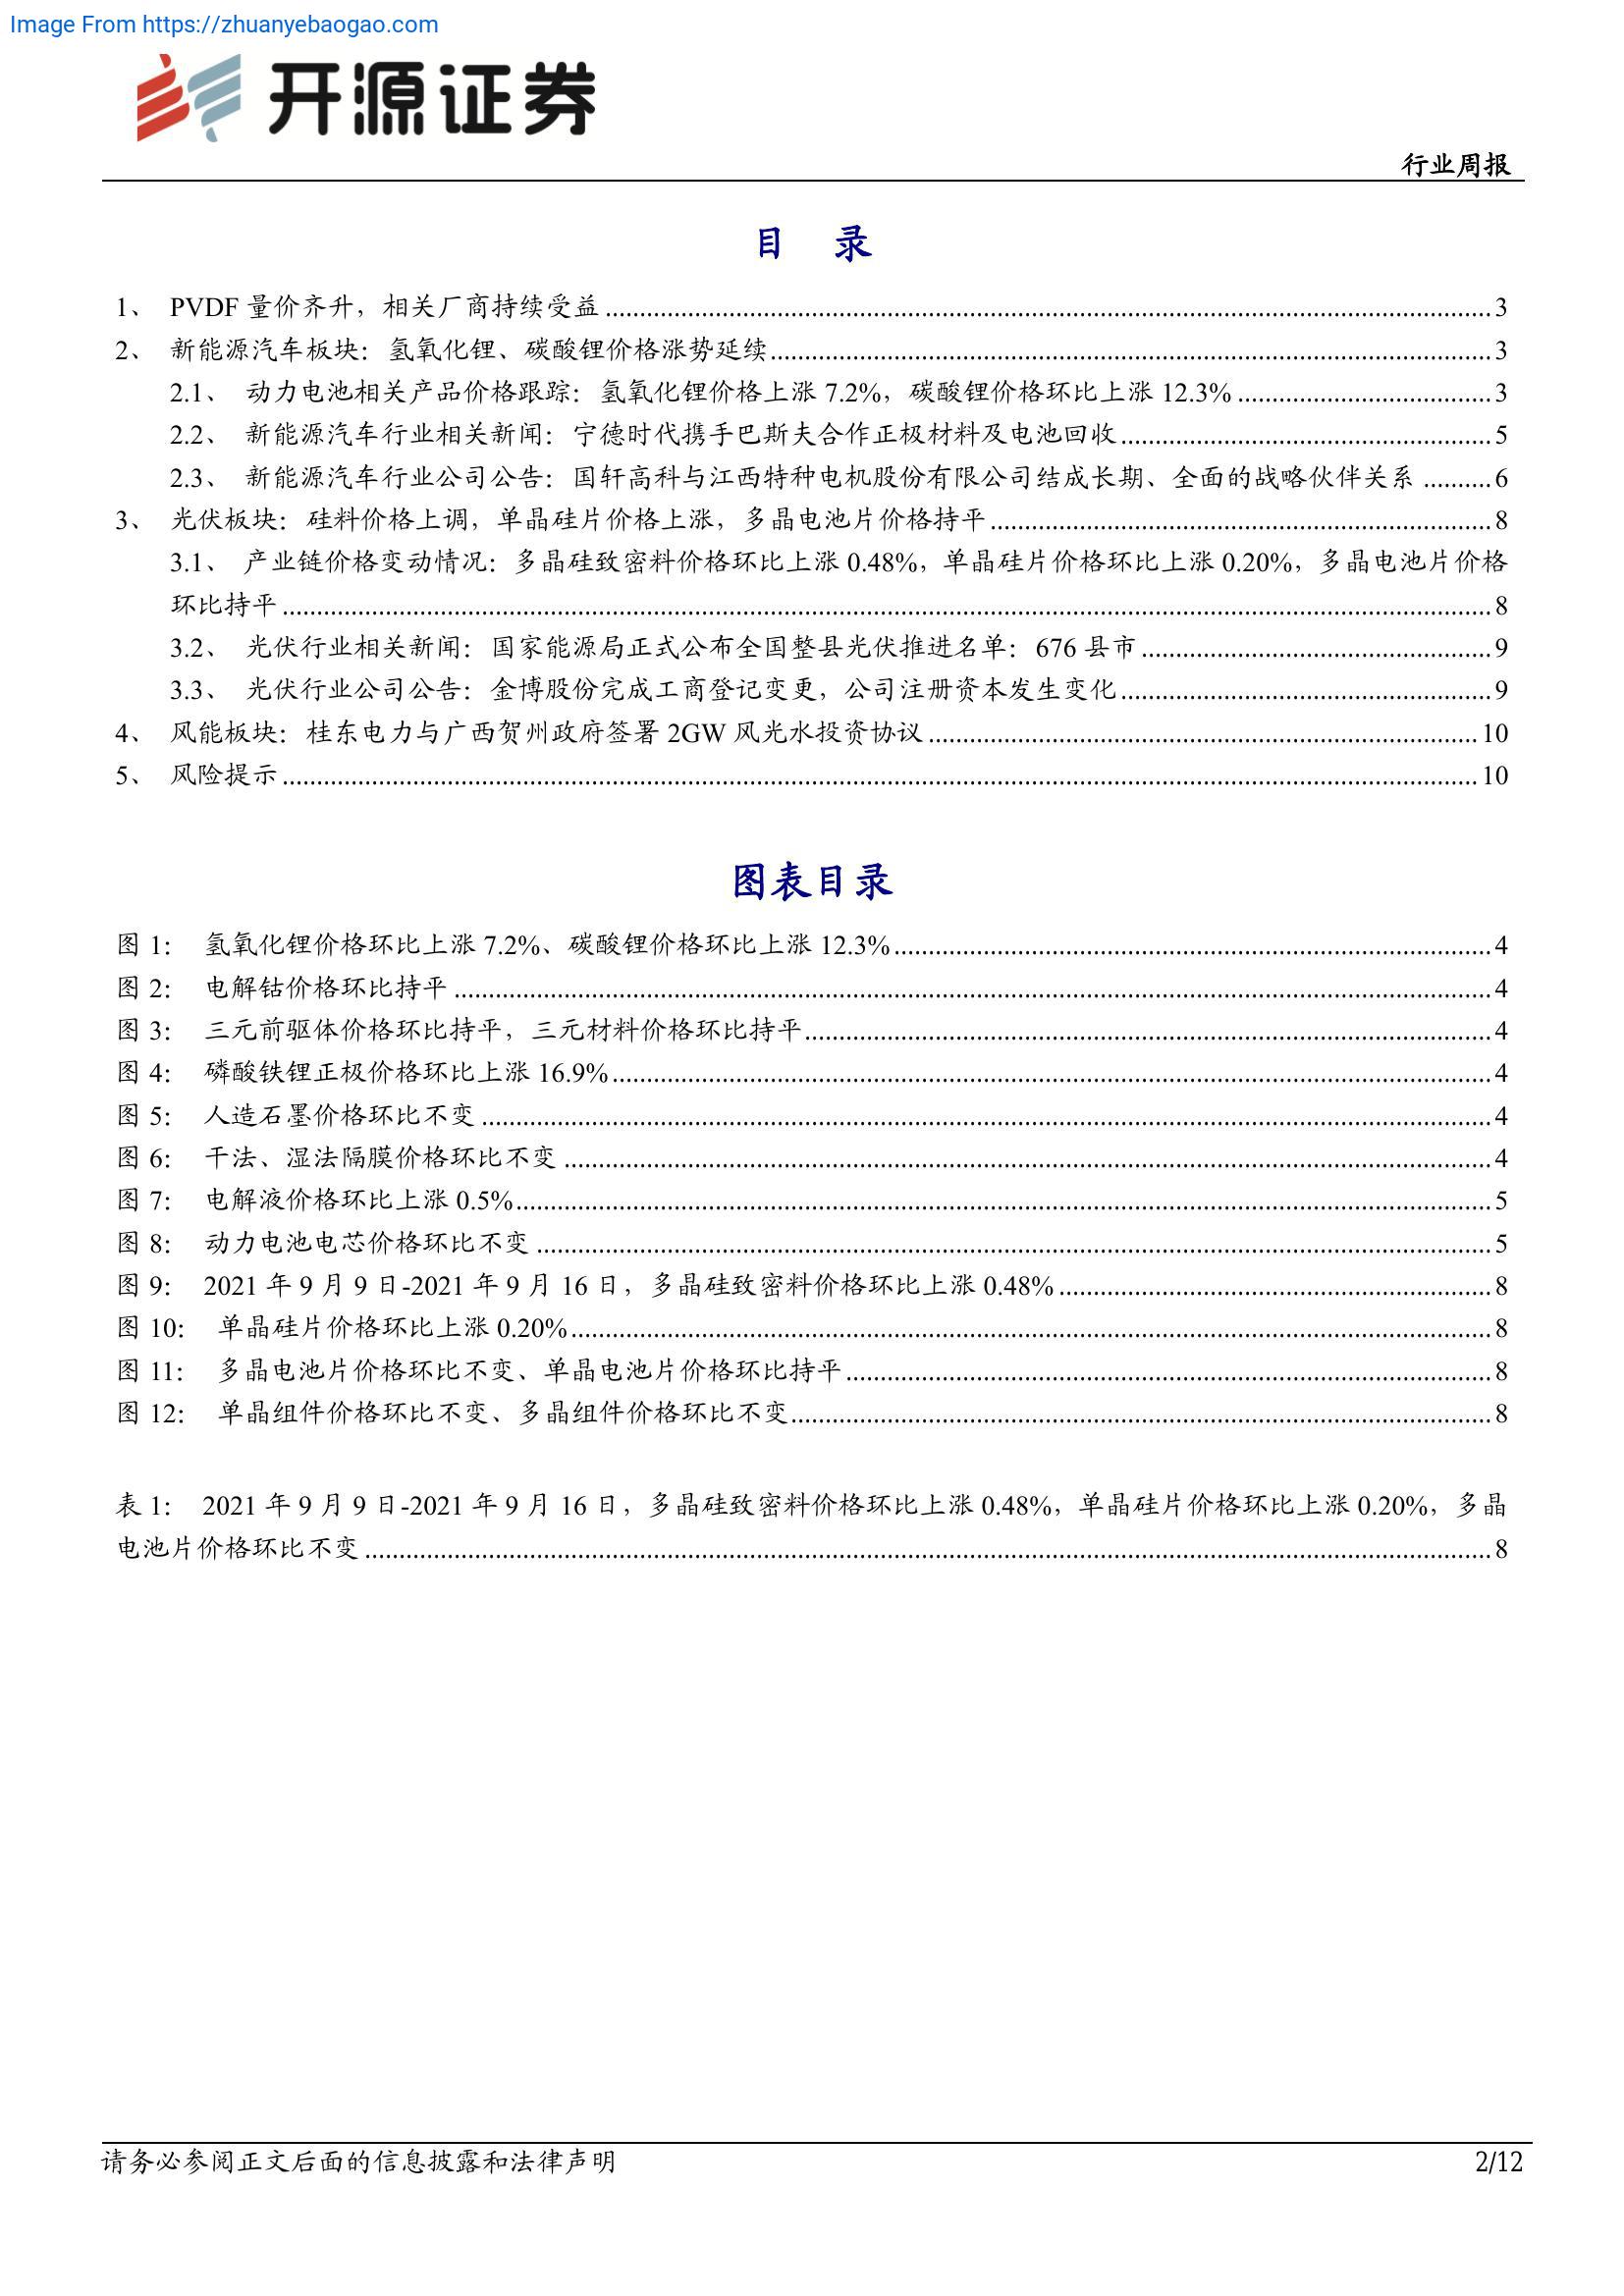 Image From https://zhuanyebaogao.com
开源证券
行业周报
目 录
1、 PVDF 量价齐升，相关厂商持续受益 3
2、 新能源汽车板块：氢氧化锂、碳酸锂价格涨势延续 3
2.1、 动力电池相关产品价格跟踪：氢氧化锂价格上涨 7.2%，碳酸锂价格环比上涨 12.3% 3
2.2、 新能源汽车行业相关新闻：宁德时代携手巴斯夫合作正极材料及电池回收 5
2.3、 新能源汽车行业公司公告：国轩高科与江西特种电机股份有限公司结成长期、全面的战略伙伴关系 6
3、 光伏板块：硅料价格上调，单晶硅片价格上涨，多晶电池片价格持平 8
3.1、 产业链价格变动情况：多晶硅致密料价格环比上涨 0.48%，单晶硅片价格环比上涨 0.20%，多晶电池片价格
环比持平 8
3.2、 光伏行业相关新闻：国家能源局正式公布全国整县光伏推进名单：676 县市 9
3.3、 光伏行业公司公告：金博股份完成工商登记变更，公司注册资本发生变化 9
4、 风能板块：桂东电力与广西贺州政府签署 2GW 风光水投资协议 10
5、 风险提示 10
图表目录
图 1： 氢氧化锂价格环比上涨 7.2%、碳酸锂价格环比上涨 12.3% 4
图 2： 电解钴价格环比持平 4
图 3： 三元前驱体价格环比持平，三元材料价格环比持平 4
图 4： 磷酸铁锂正极价格环比上涨 16.9% 4
图 5： 人造石墨价格环比不变 4
图 6： 干法、湿法隔膜价格环比不变 4
图 7： 电解液价格环比上涨 0.5% 5
图 8： 动力电池电芯价格环比不变 5
图 9： 2021 年 9 月 9 日-2021 年 9 月 16 日，多晶硅致密料价格环比上涨 0.48% 8
图 10： 单晶硅片价格环比上涨 0.20% 8
图 11： 多晶电池片价格环比不变、单晶电池片价格环比持平 8
图 12： 单晶组件价格环比不变、多晶组件价格环比不变 8
表 1： 2021 年 9 月 9 日-2021 年 9 月 16 日，多晶硅致密料价格环比上涨 0.48%，单晶硅片价格环比上涨 0.20%，多晶
电池片价格环比不变 8
请务必参阅正文后面的信息披露和法律声明
2/12